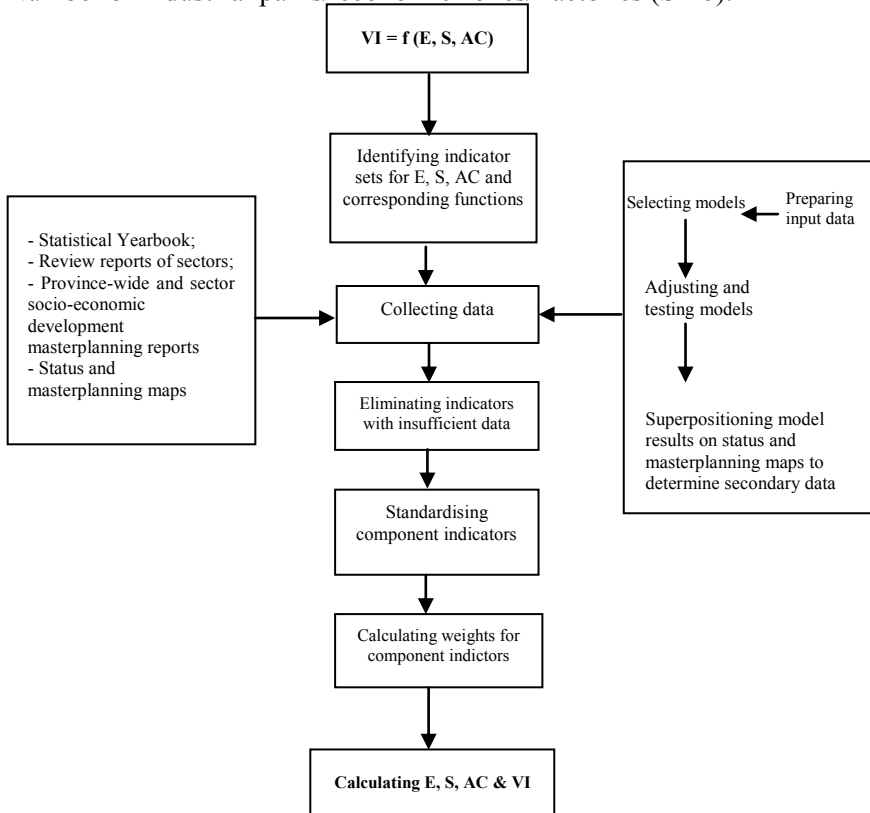 VI = f (E, S, AC)
Identifying indicator
sets for E, S, AC and
corresponding functions
- Statistical Yearbook;
- Review reports of sectors;
- Province-wide and sector
socio-economic
development
masterplanning reports
- Status and
masterplanning maps
Collecting data
Selecting models
Preparing
input data
Adjusting and
testing models
Superpositioning model
results on status and
masterplanning maps to
determine secondary data
Eliminating indicators
with insufficient data
Standardising
component indicators
Calculating weights for
component indictors
Calculating E, S, AC & VI